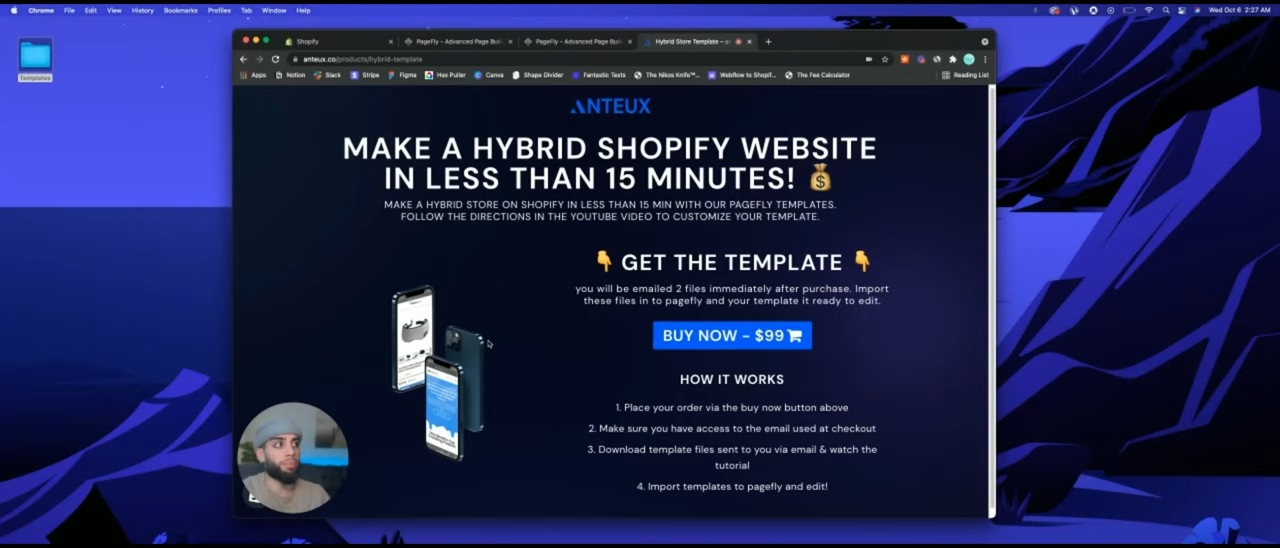 Chrome File Edit View History Bookmarks Profiles Tab Window Help
Wed Oct 6 2:27 AM
Templates
Shopify
PageFly - Advanced Page Buil
PageFly - Advanced Page Buil
Hybrid Store Template –
anteux.co/products/hybrid-template
Apps Notion Slack Stripe Figma Hex Puller Canva Shape Divider Fantastic Texts The Nikos Knife™... Webflow to Shopif... The Fee Calculator Reading List
ANTEUX
MAKE A HYBRID SHOPIFY WEBSITE
IN LESS THAN 15 MINUTES! 💰
MAKE A HYBRID STORE ON SHOPIFY IN LESS THAN 15 MIN WITH OUR PAGEFLY TEMPLATES.
FOLLOW THE DIRECTIONS IN THE YOUTUBE VIDEO TO CUSTOMIZE YOUR TEMPLATE.
👇 GET THE TEMPLATE 👇
you will be emailed 2 files immediately after purchase. Import
these files in to pagefly and your template it ready to edit.
BUY NOW - $99
HOW IT WORKS
1. Place your order via the buy now button above
2. Make sure you have access to the email used at checkout
3. Download template files sent to you via email & watch the
tutorial
4. Import templates to pagefly and edit!